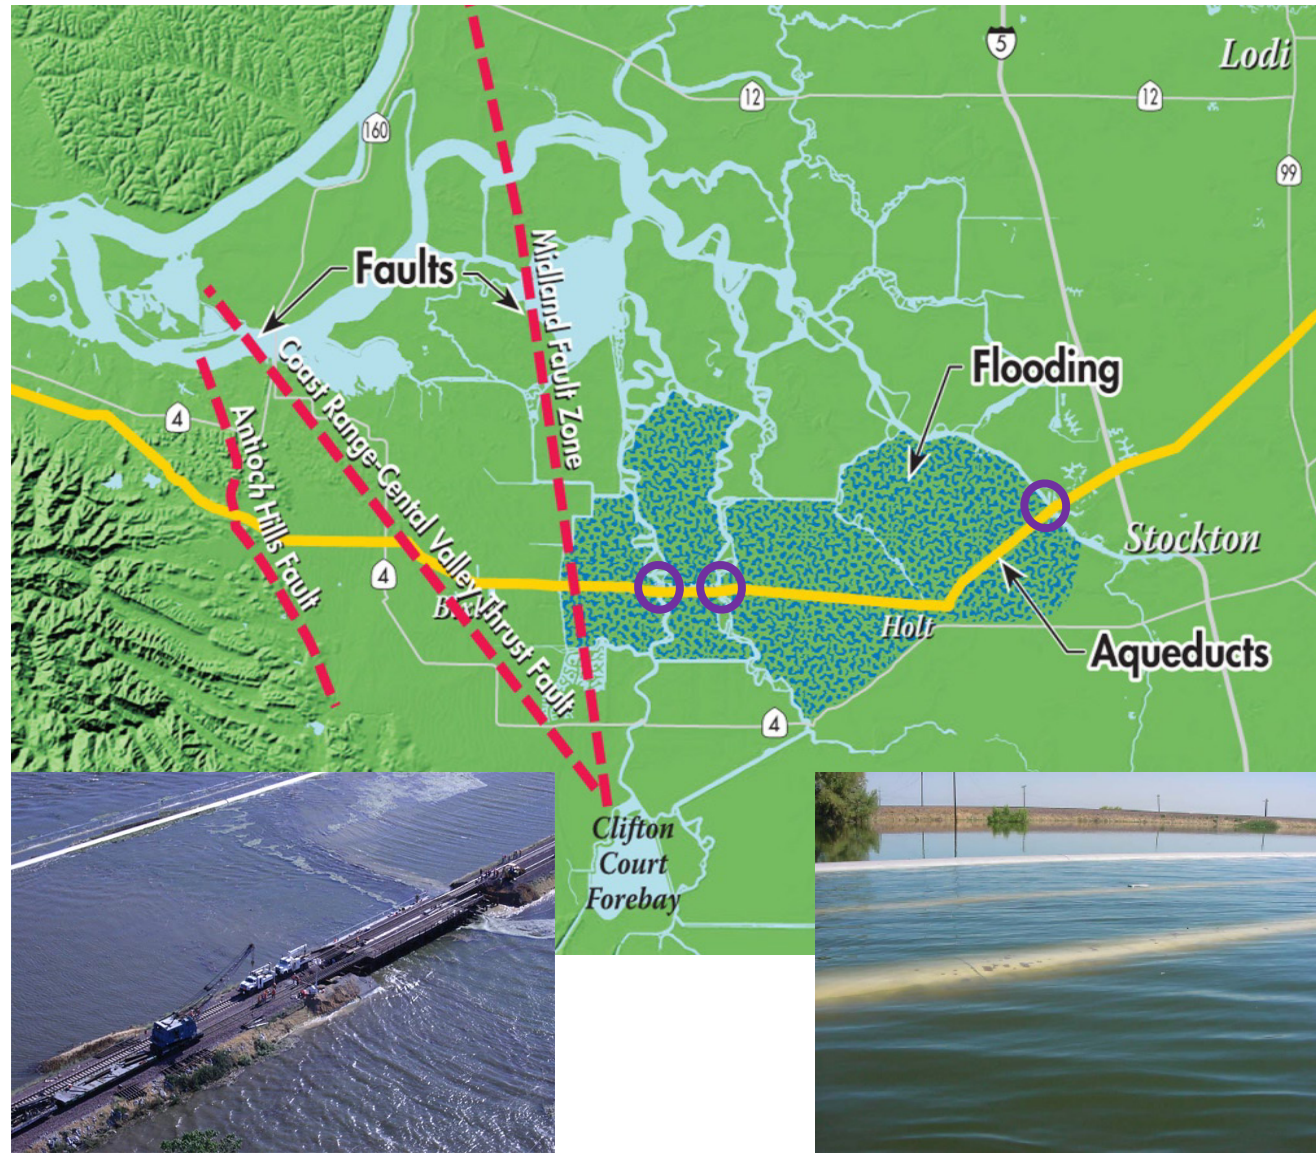 5
Lodi
12
12
160
99
Faults
Midland Fault Zone
Coast Range-Cental Valley Thrust Fault
Flooding
4
Antioch Hills Fault
Stockton
4
Holt
Aqueducts
4
Clifton
Court
Forebay